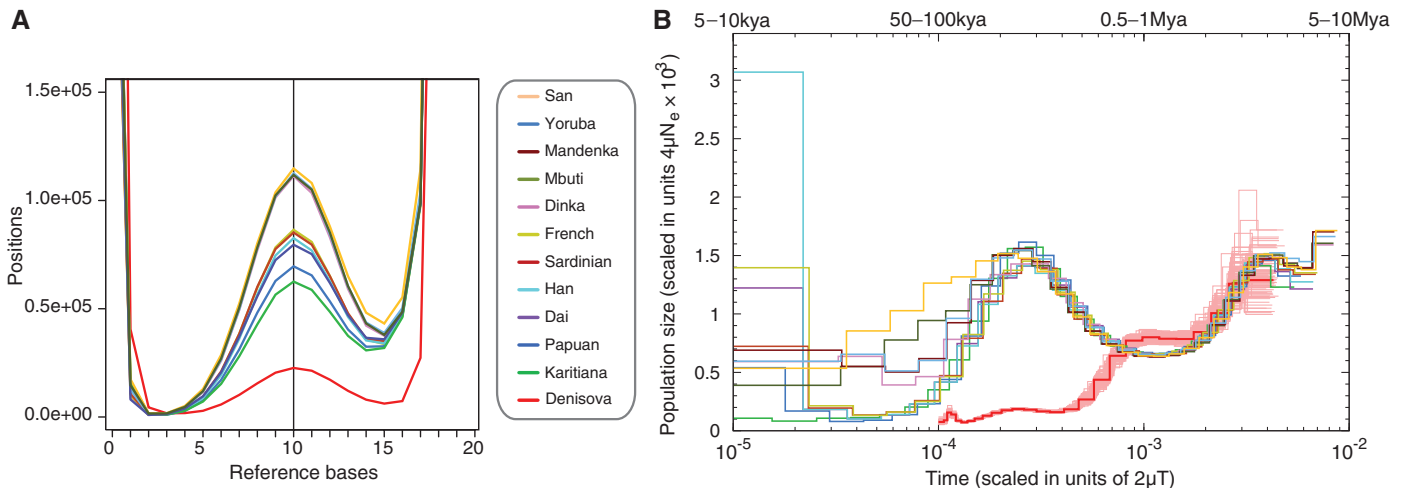 A
Positions
1.5e+05
1.0e+05
0.5e+05
0.0e+00
0 5 10 15 20
Reference bases
San
Yoruba
Mandenka
Mbuti
Dinka
French
Sardinian
Han
Dai
Papuan
Karitiana
Denisova
B
5–10kya 50–100kya 0.5–1Mya 5–10Mya
Population size (scaled in units 4μNₑ × 10³)
3
2.5
2
1.5
1
0.5
0
10⁻⁵ 10⁻⁴ 10⁻³ 10⁻²
Time (scaled in units of 2μT)